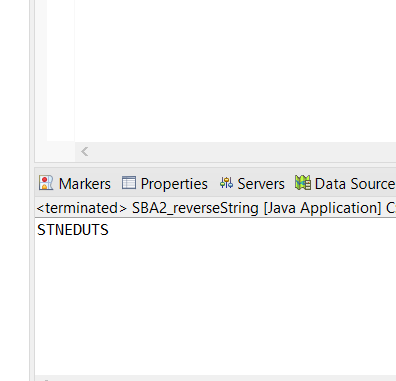 Markers Properties Servers Data Source
<terminated> SBA2_reverseString [Java Application] C
STNEDUTS